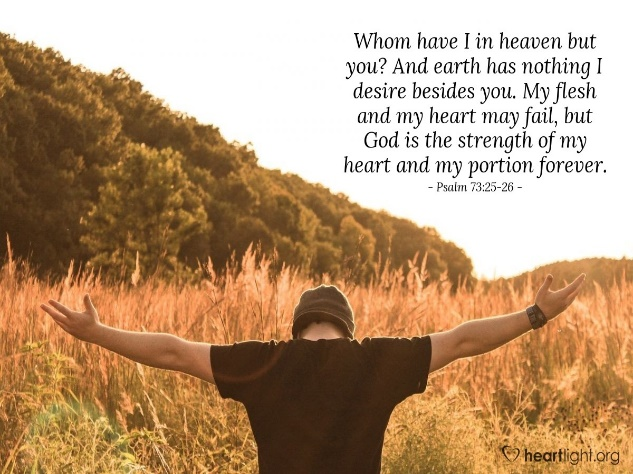 Whom have I in heaven but
you? And earth has nothing I
desire besides you. My flesh
and my heart may fail, but
God is the strength of my
heart and my portion forever.
- Psalm 73:25-26 -
heartlight.org